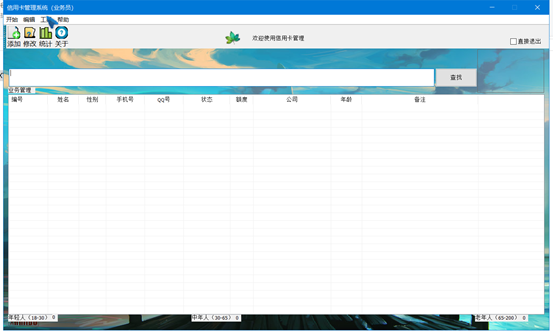 信用卡管理系统（业务员）
开始 编辑 工具 帮助
添加 修改 统计 关于
欢迎使用信用卡管理
直接退出
查找
业务管理
编号 姓名 性别 手机号 QQ号 状态 额度 公司 年龄 备注
年轻人（18-30） 0 中年人（30-65） 0 老年人（65-200） 0